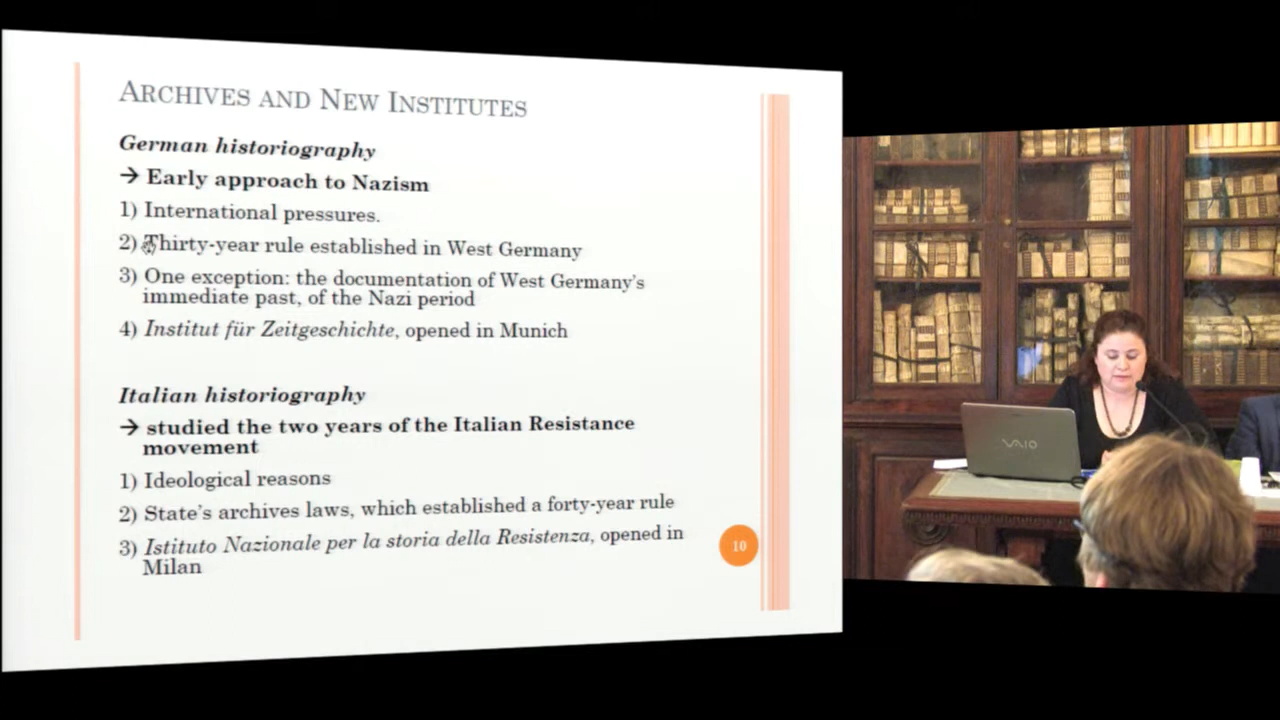 ARCHIVES AND NEW INSTITUTES
German historiography
→ Early approach to Nazism
1) International pressures.
2) Thirty-year rule established in West Germany
3) One exception: the documentation of West Germany's
immediate past, of the Nazi period
4) Institut für Zeitgeschichte, opened in Munich
Italian historiography
→ studied the two years of the Italian Resistance
movement
1) Ideological reasons
2) State's archives laws, which established a forty-year rule
3) Istituto Nazionale per la storia della Resistenza, opened in
Milan
10
VAIO